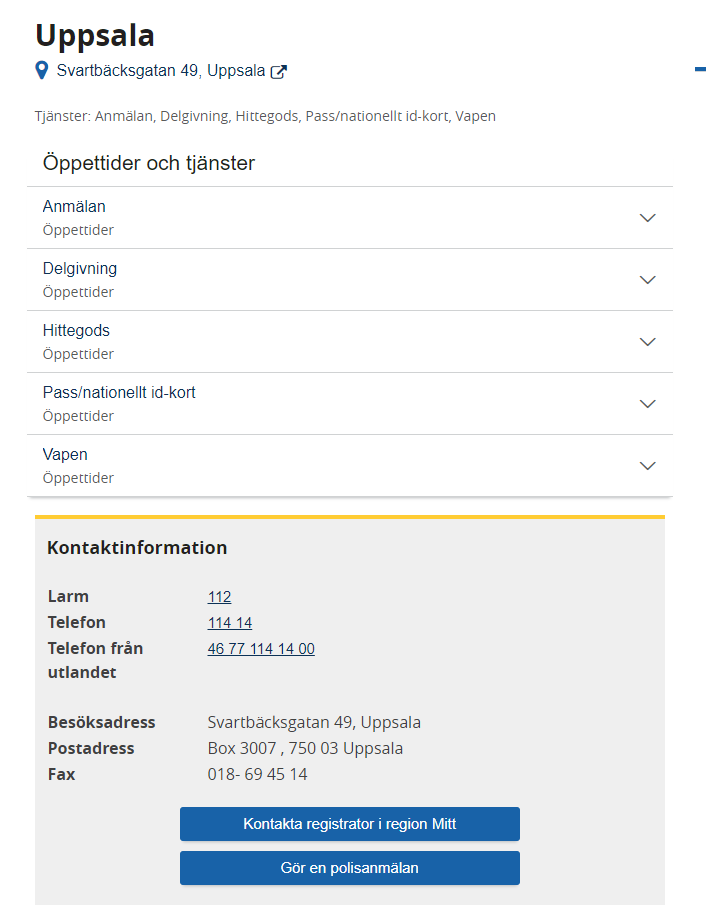 Uppsala
Svartbäcksgatan 49, Uppsala
Tjänster: Anmälan, Delgivning, Hittegods, Pass/nationellt id-kort, Vapen
Öppettider och tjänster
Anmälan
Öppettider
Delgivning
Öppettider
Hittegods
Öppettider
Pass/nationellt id-kort
Öppettider
Vapen
Öppettider
Kontaktinformation
Larm 112
Telefon 114 14
Telefon från 46 77 114 14 00
utlandet
Besöksadress Svartbäcksgatan 49, Uppsala
Postadress Box 3007 , 750 03 Uppsala
Fax 018- 69 45 14
Kontakta registrator i region Mitt
Gör en polisanmälan